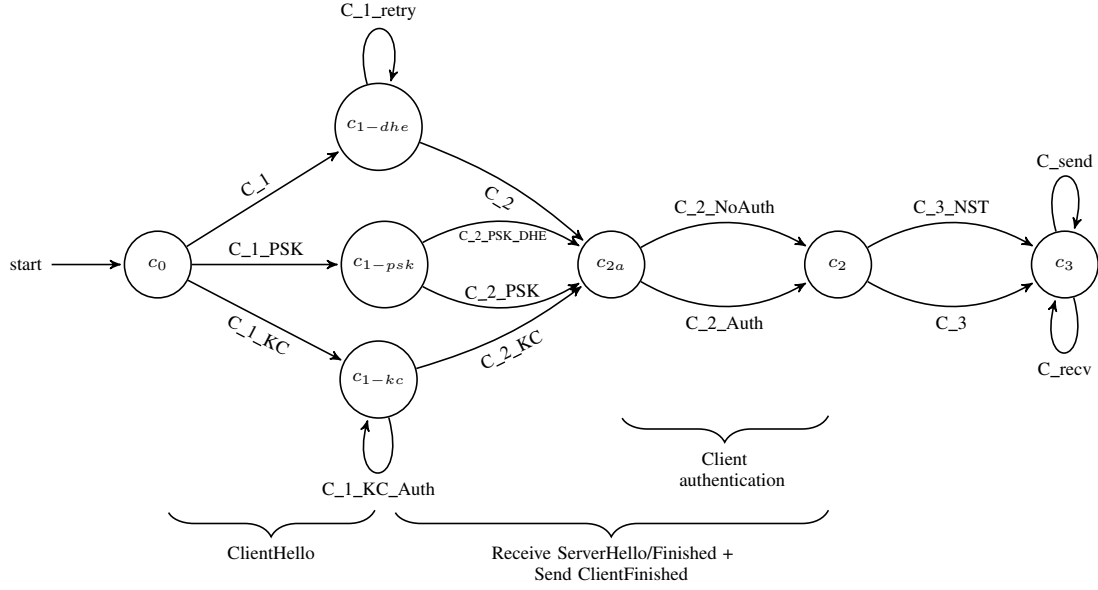 C_1_retry
c1−dhe
C_1
C_2
C_send
C_2_NoAuth
C_3_NST
C_1_PSK
C_2_PSK_DHE
start
c0
c1−psk
c2a
c2
c3
C_2_PSK
C_2_Auth
C_3
C_1_KC
C_2_KC
C_recv
c1−kc
Client
authentication
C_1_KC_Auth
ClientHello
Receive ServerHello/Finished +
Send ClientFinished